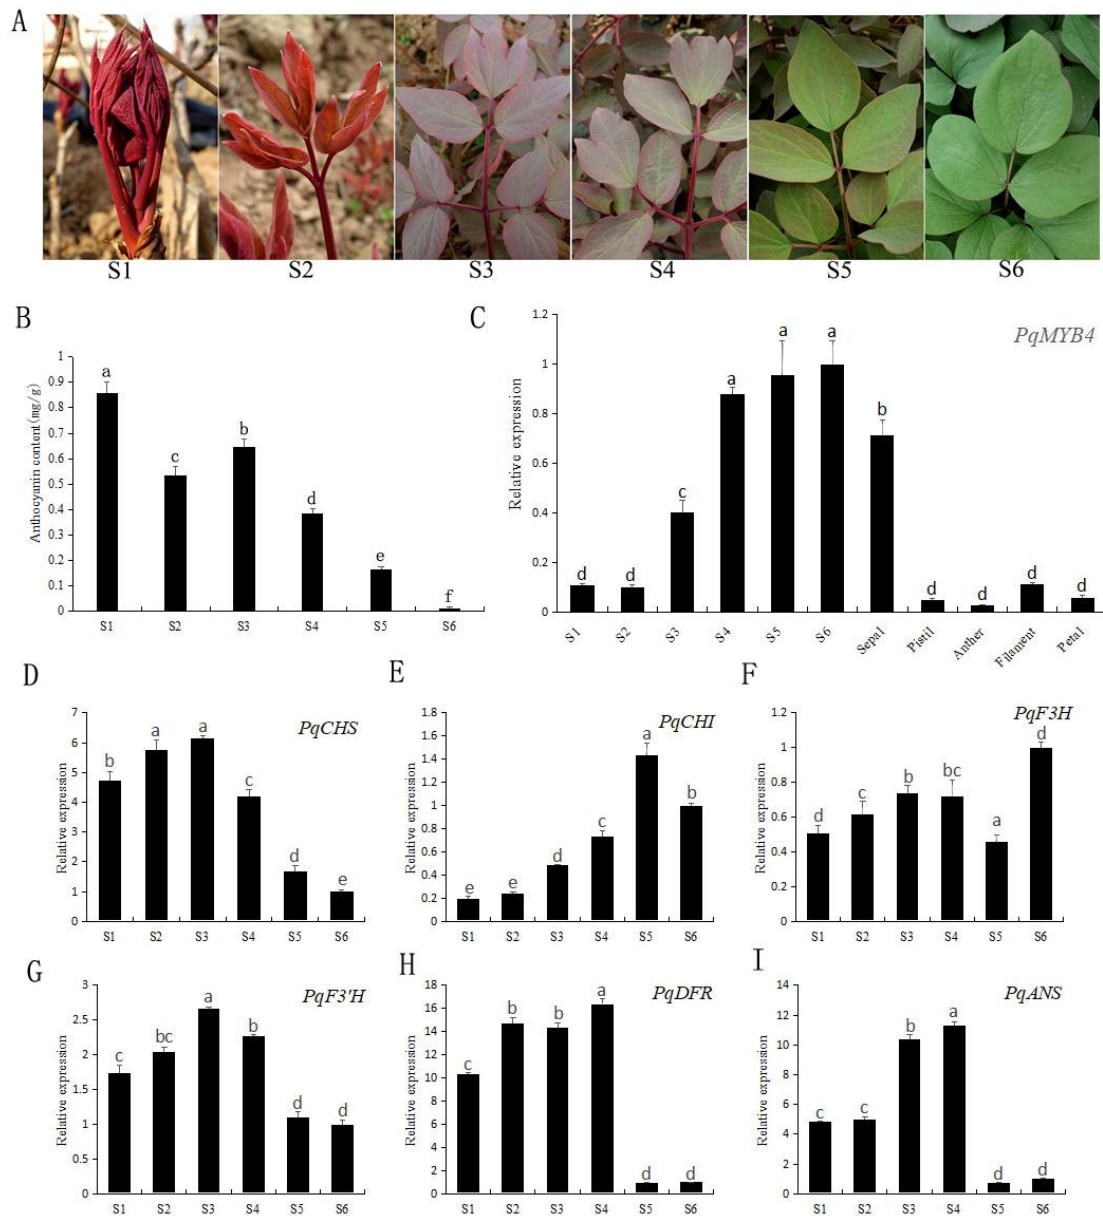 A
S1 S2 S3 S4 S5 S6
B
Anthocyanin content(mg/g)
1
0.9
0.8
0.7
0.6
0.5
0.4
0.3
0.2
0.1
0
a c b d e f
S1 S2 S3 S4 S5 S6
C
PqMYB4
Relative expression
1.2
1
0.8
0.6
0.4
0.2
0
d d c a a a b d d d d
S1 S2 S3 S4 S5 S6 Sepal Pistil Anther Filament Petal
D
PqCHS
Relative expression
7
6
5
4
3
2
1
0
b a a c d e
S1 S2 S3 S4 S5 S6
E
PqCHI
Relative expression
1.8
1.6
1.4
1.2
1
0.8
0.6
0.4
0.2
0
e e d c a b
S1 S2 S3 S4 S5 S6
F
PqF3H
Relative expression
1.2
1
0.8
0.6
0.4
0.2
0
d c b bc a d
S1 S2 S3 S4 S5 S6
G
PqF3'H
Relative expression
3
2.5
2
1.5
1
0.5
0
c bc a b d d
S1 S2 S3 S4 S5 S6
H
PqDFR
Relative expression
18
16
14
12
10
8
6
4
2
0
c b b a d d
S1 S2 S3 S4 S5 S6
I
PqANS
Relative expression
14
12
10
8
6
4
2
0
c c b a d d
S1 S2 S3 S4 S5 S6